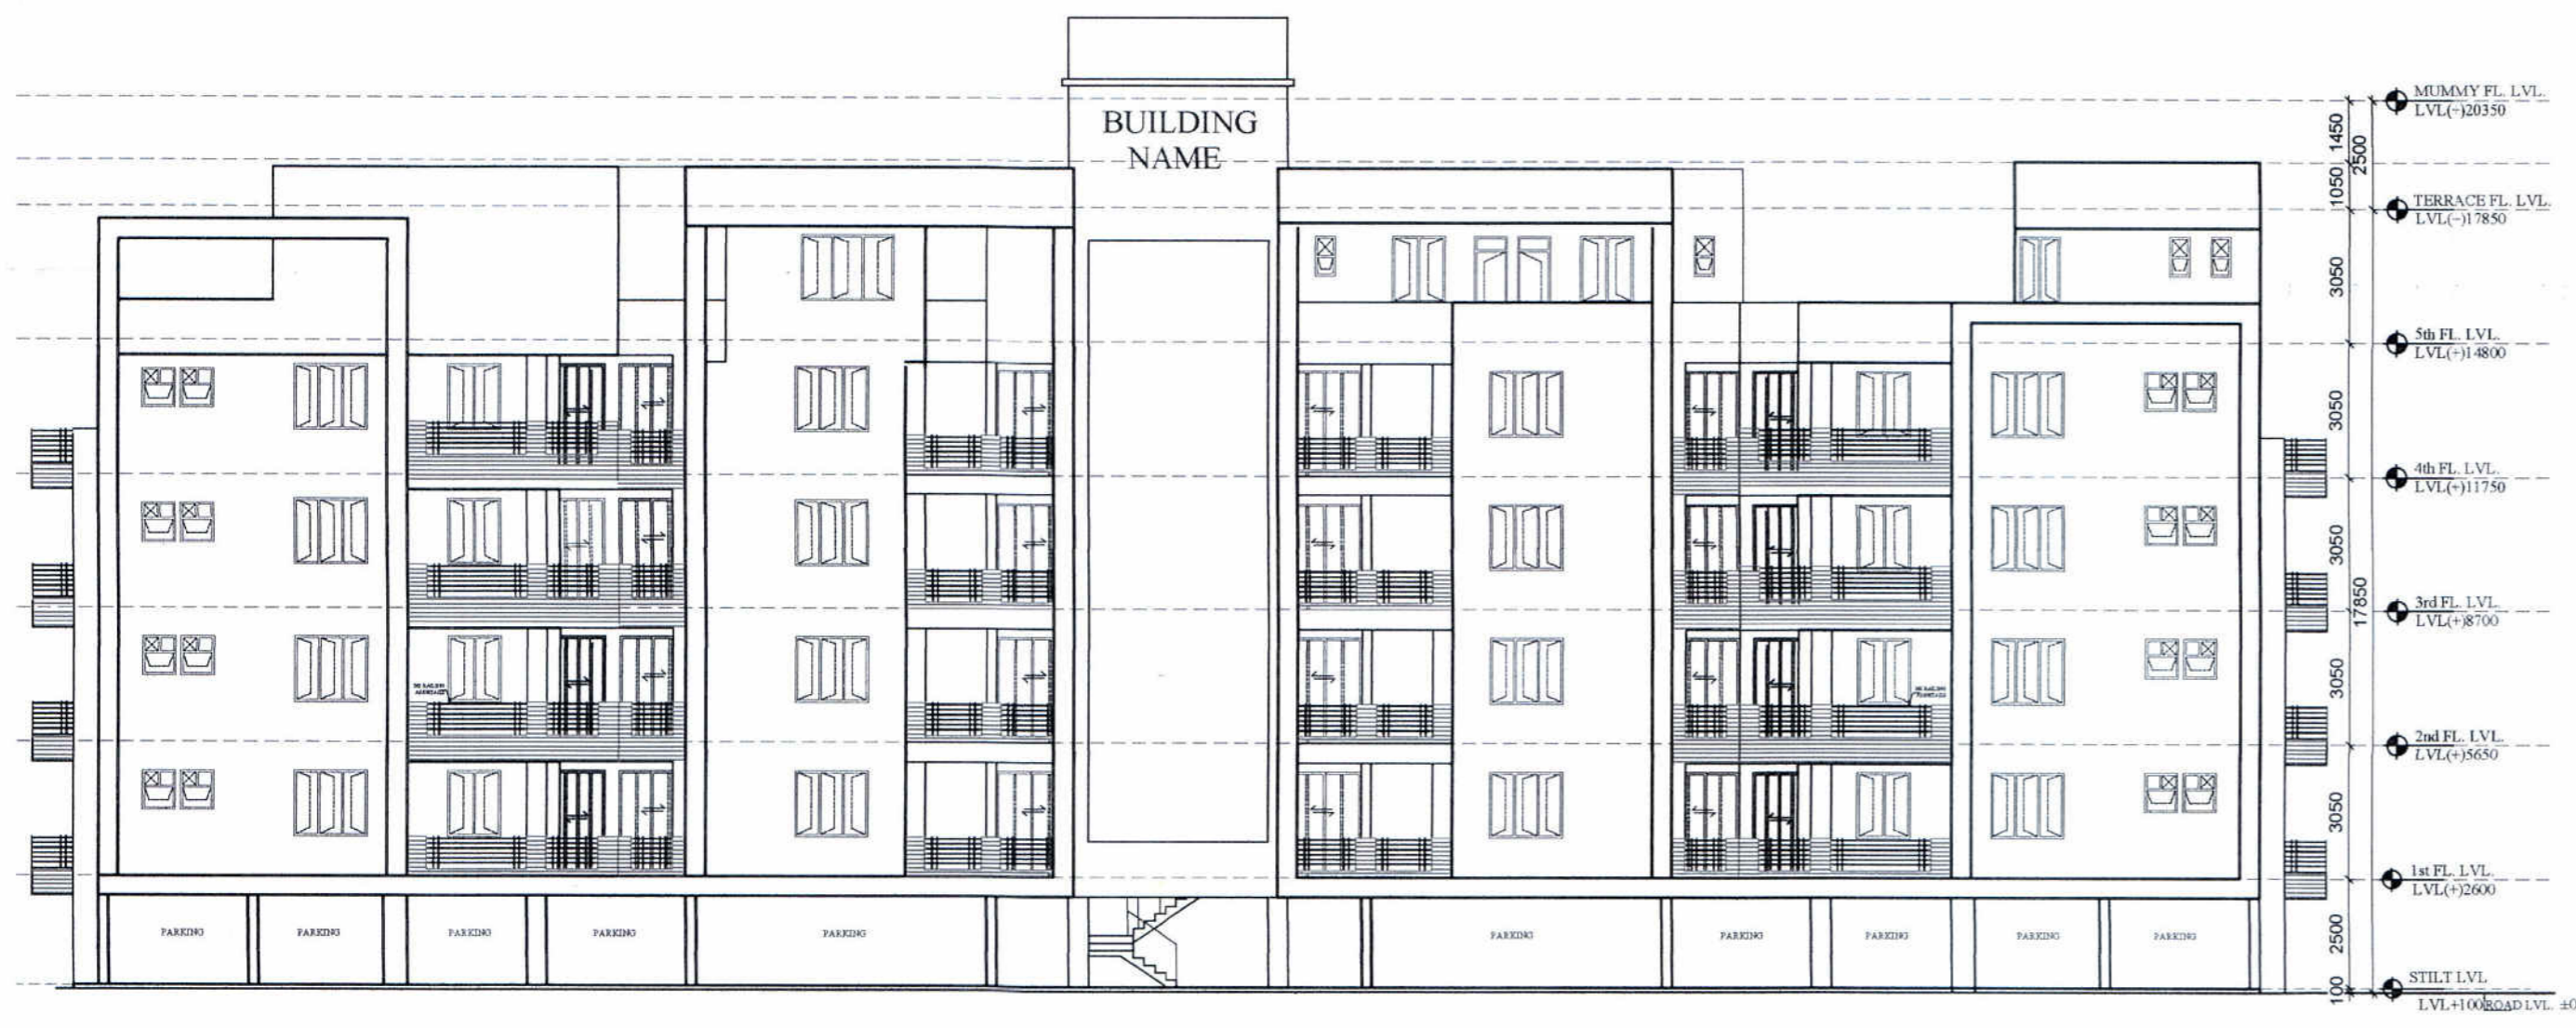 BUILDING
NAME
MUMMY FL. LVL.
LVL(+)20350
1450
2500
1050
TERRACE FL. LVL.
LVL(+)17850
3050
5th FL. LVL.
LVL(+)14800
3050
4th FL. LVL.
LVL(+)11750
3050
17850
3rd FL. LVL.
LVL(+)8700
3050
2nd FL. LVL.
LVL(+)5650
3050
1st FL. LVL.
LVL(+)2600
PARKING
PARKING
PARKING
PARKING
PARKING
PARKING
PARKING
PARKING
PARKING
PARKING
2500
STILT LVL
100
LVL+100 ROAD LVL. ±0